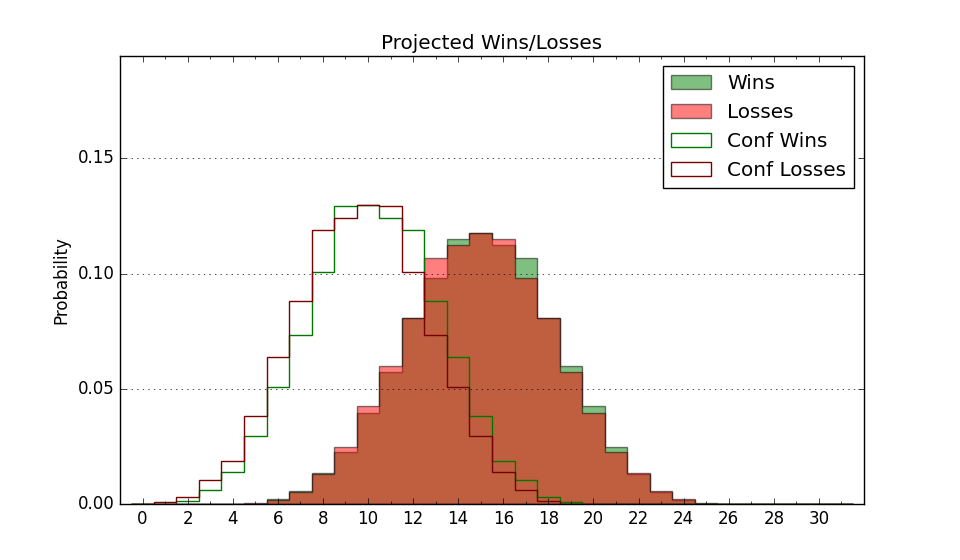 Projected Wins/Losses
Wins
Losses
Conf Wins
Conf Losses
Probability
0.15
0.10
0.05
0.00
0 2 4 6 8 10 12 14 16 18 20 22 24 26 28 30